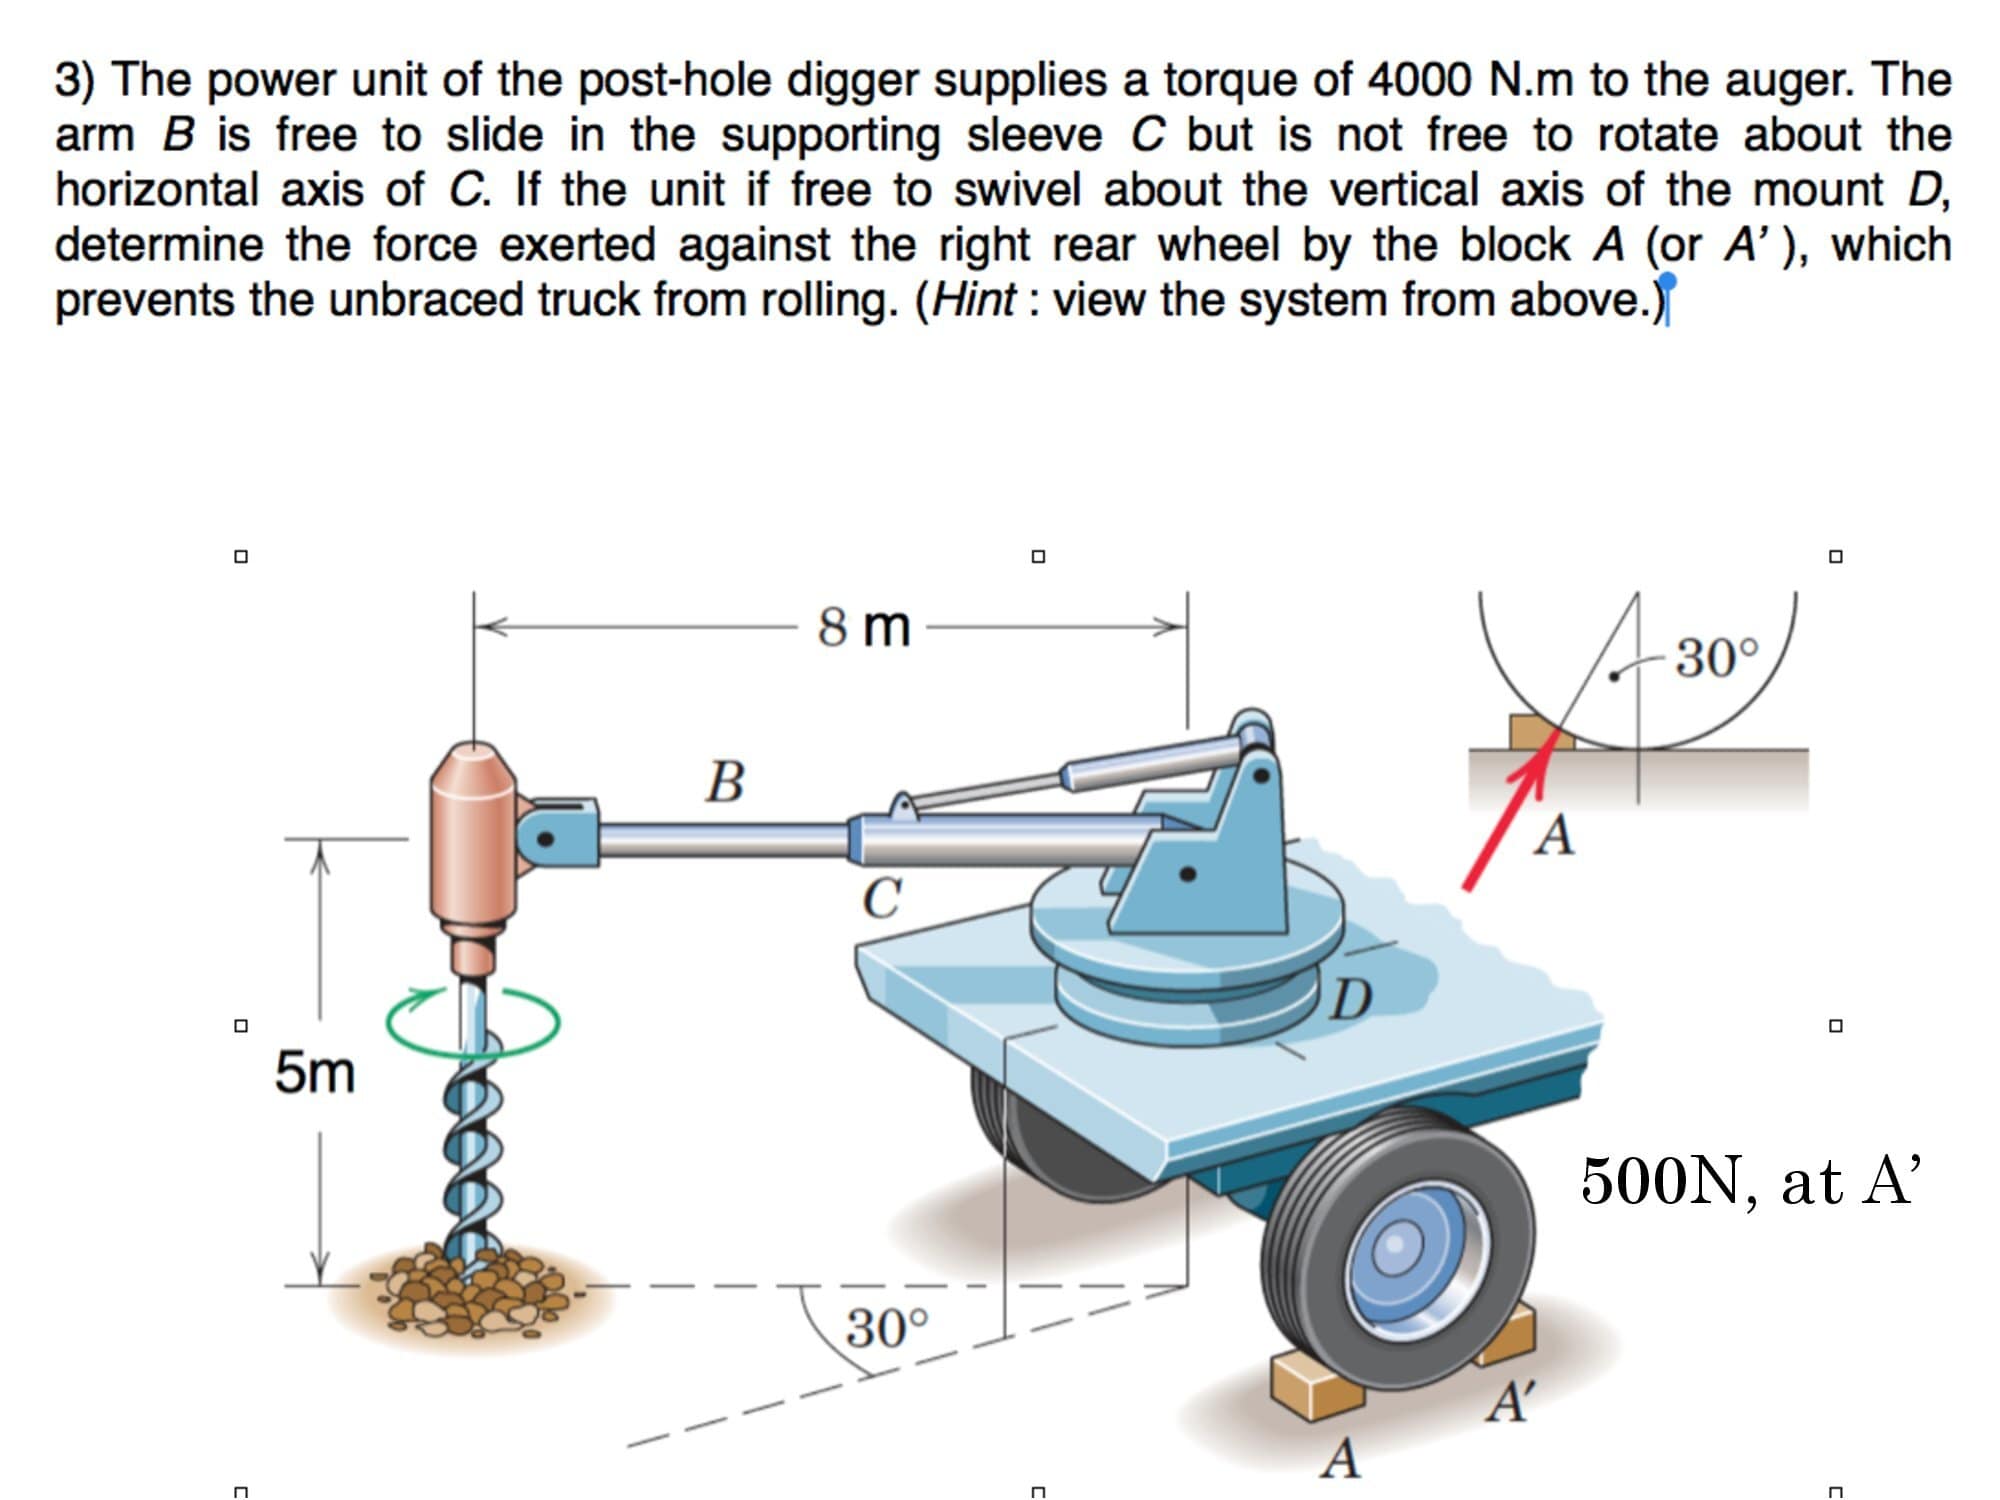 3) The power unit of the post-hole digger supplies a torque of 4000 N.m to the auger. The
arm B is free to slide in the supporting sleeve C but is not free to rotate about the
horizontal axis of C. If the unit if free to swivel about the vertical axis of the mount D,
determine the force exerted against the right rear wheel by the block A (or A’ ), which
prevents the unbraced truck from rolling. (Hint : view the system from above.)
8 m
30°
B
A
C
D
5m
500N, at A’
30°
A′
A